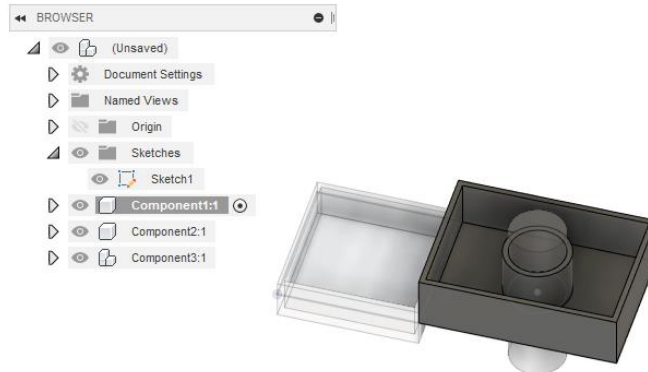 BROWSER
(Unsaved)
Document Settings
Named Views
Origin
Sketches
Sketch1
Component1:1
Component2:1
Component3:1